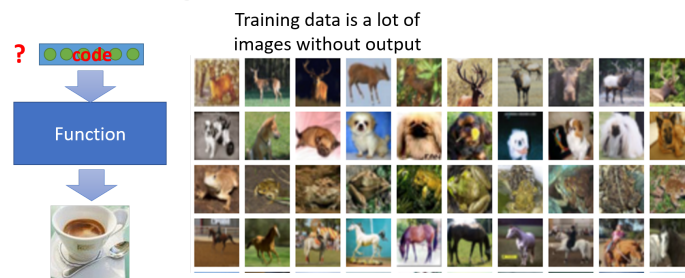 Training data is a lot of
images without output
? code
Function